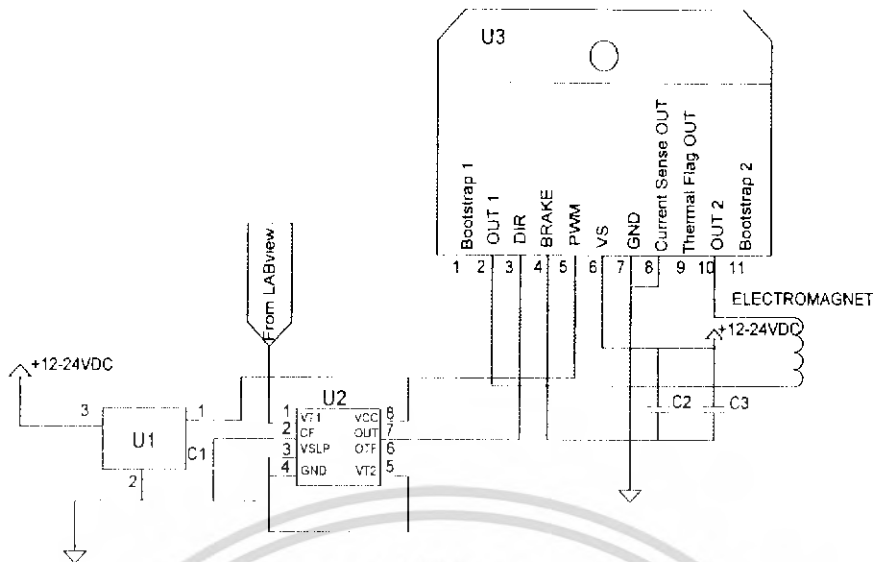 U3
Bootstrap 1
OUT 1
DIR
BRAKE
PWM
VS
GND
Current Sense OUT
Thermal Flag OUT
OUT 2
Bootstrap 2
1 2 3 4 5 6 7 8 9 10 11
From LABview
ELECTROMAGNET
+12-24VDC
+12-24VDC
U2
3
1
U1
2
C1
1 VT1 VCC 8
2 CF OUT 7
3 VSLP OTF 6
4 GND VT2 5
C2
C3